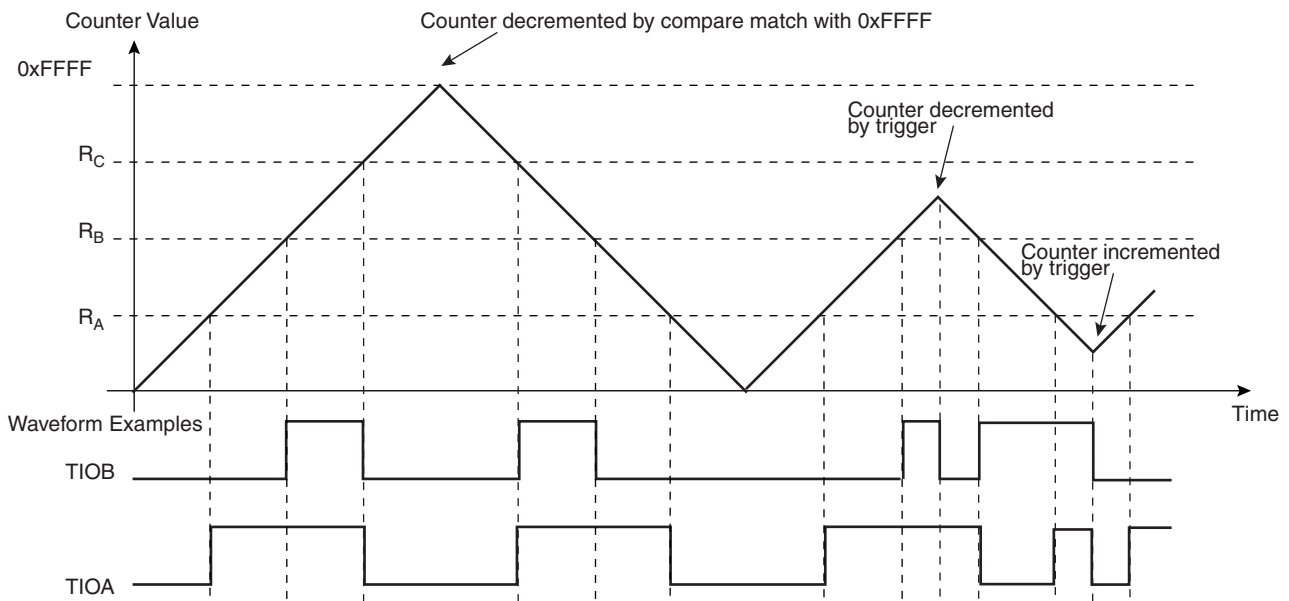 Counter Value
Counter decremented by compare match with 0xFFFF
0xFFFF
Counter decremented
by trigger
RC
RB
Counter incremented
by trigger
RA
Time
Waveform Examples
TIOB
TIOA